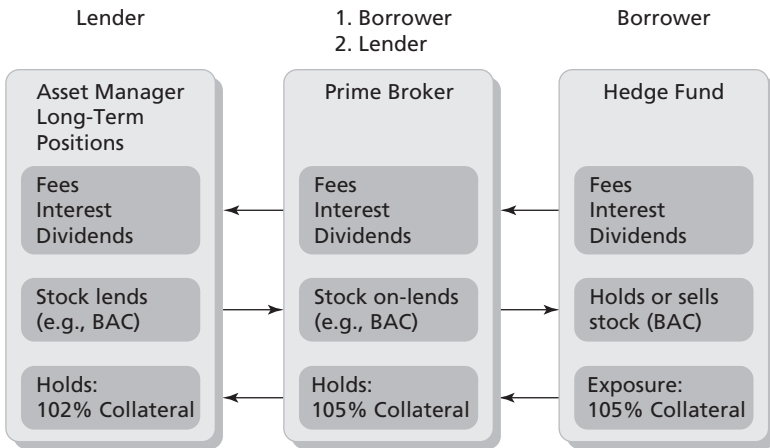 Lender
1. Borrower
2. Lender
Borrower
Asset Manager
Long-Term
Positions
Fees
Interest
Dividends
Stock lends
(e.g., BAC)
Holds:
102% Collateral
Prime Broker
Fees
Interest
Dividends
Stock on-lends
(e.g., BAC)
Holds:
105% Collateral
Hedge Fund
Fees
Interest
Dividends
Holds or sells
stock (BAC)
Exposure:
105% Collateral